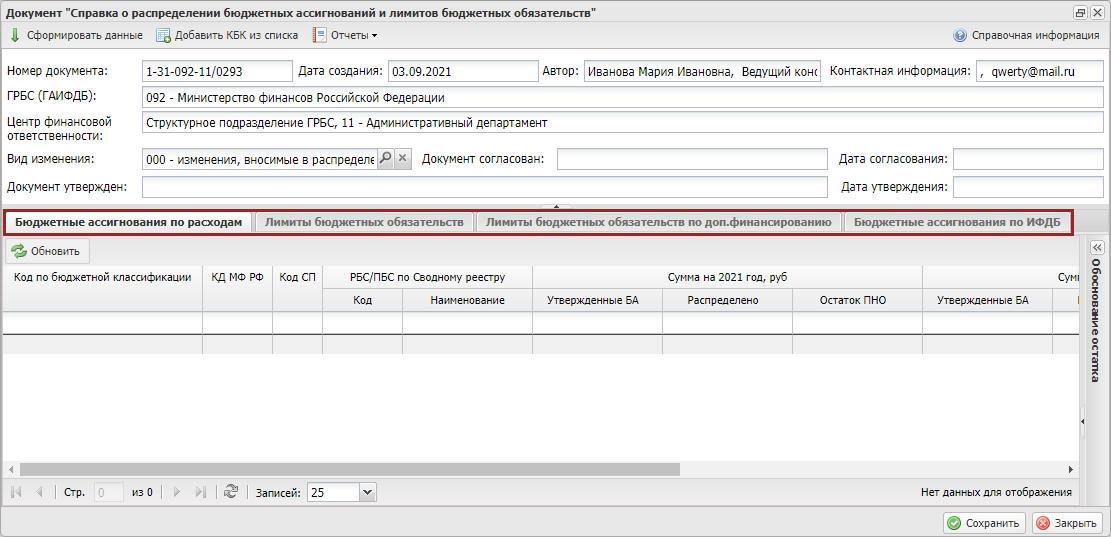 Документ "Справка о распределении бюджетных ассигнований и лимитов бюджетных обязательств"
Сформировать данные Добавить КБК из списка Отчеты Справочная информация
Номер документа: 1-31-092-11/0293 Дата создания: 03.09.2021 Автор: Иванова Мария Ивановна, Ведущий конс Контактная информация: , qwerty@mail.ru
ГРБС (ГАИФДБ): 092 - Министерство финансов Российской Федерации
Центр финансовой ответственности: Структурное подразделение ГРБС, 11 - Административный департамент
Вид изменения: 000 - изменения, вносимые в распределе Документ согласован: Дата согласования:
Документ утвержден: Дата утверждения:
Бюджетные ассигнования по расходам Лимиты бюджетных обязательств Лимиты бюджетных обязательств по доп.финансированию Бюджетные ассигнования по ИФДБ
Обновить
Код по бюджетной классификации КД МФ РФ Код СП РБС/ПБС по Сводному реестру Сумма на 2021 год, руб Сумм
Код Наименование Утвержденные БА Распределено Остаток ПНО Утвержденные БА
Обоснование остатка
Стр. 0 из 0 Записей: 25 Нет данных для отображения
Сохранить Закрыть